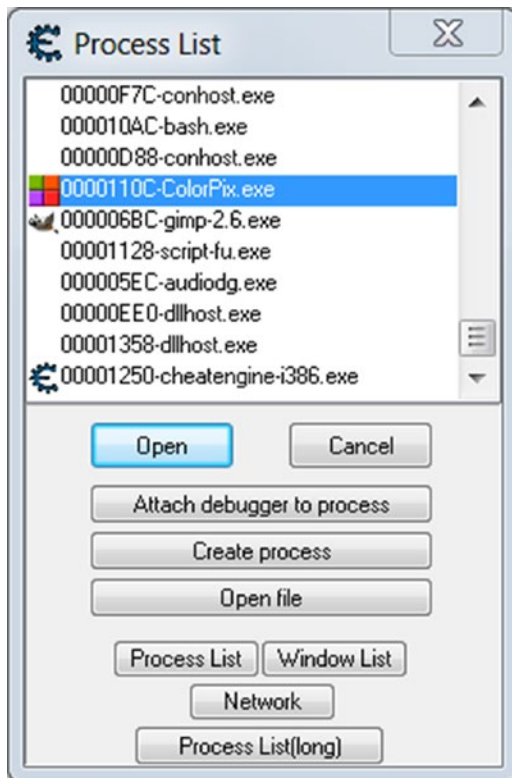 Process List
00000F7C-conhost.exe
000010AC-bash.exe
00000D88-conhost.exe
0000110C-ColorPix.exe
000006BC-gimp-2.6.exe
00001128-script-fu.exe
000005EC-audiodg.exe
00000EE0-dllhost.exe
00001358-dllhost.exe
00001250-cheatengine-i386.exe
Open Cancel
Attach debugger to process
Create process
Open file
Process List Window List
Network
Process List(long)